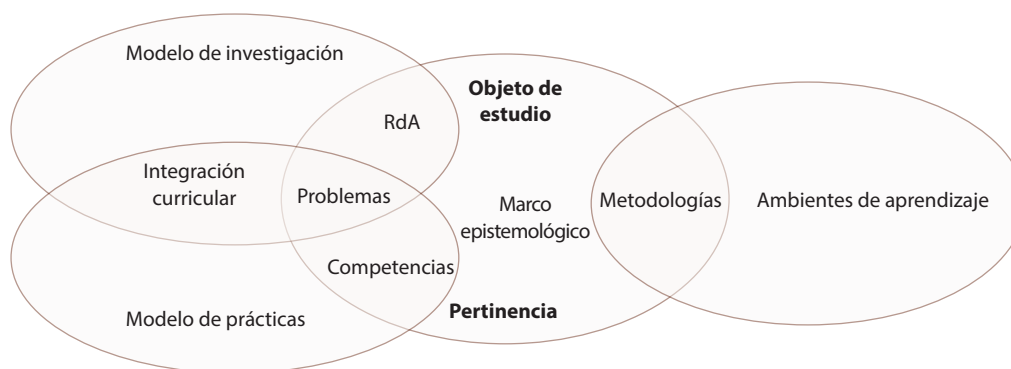 Modelo de investigación
Objeto de
estudio
RdA
Integración
curricular
Problemas
Marco
epistemológico
Metodologías
Ambientes de aprendizaje
Competencias
Pertinencia
Modelo de prácticas